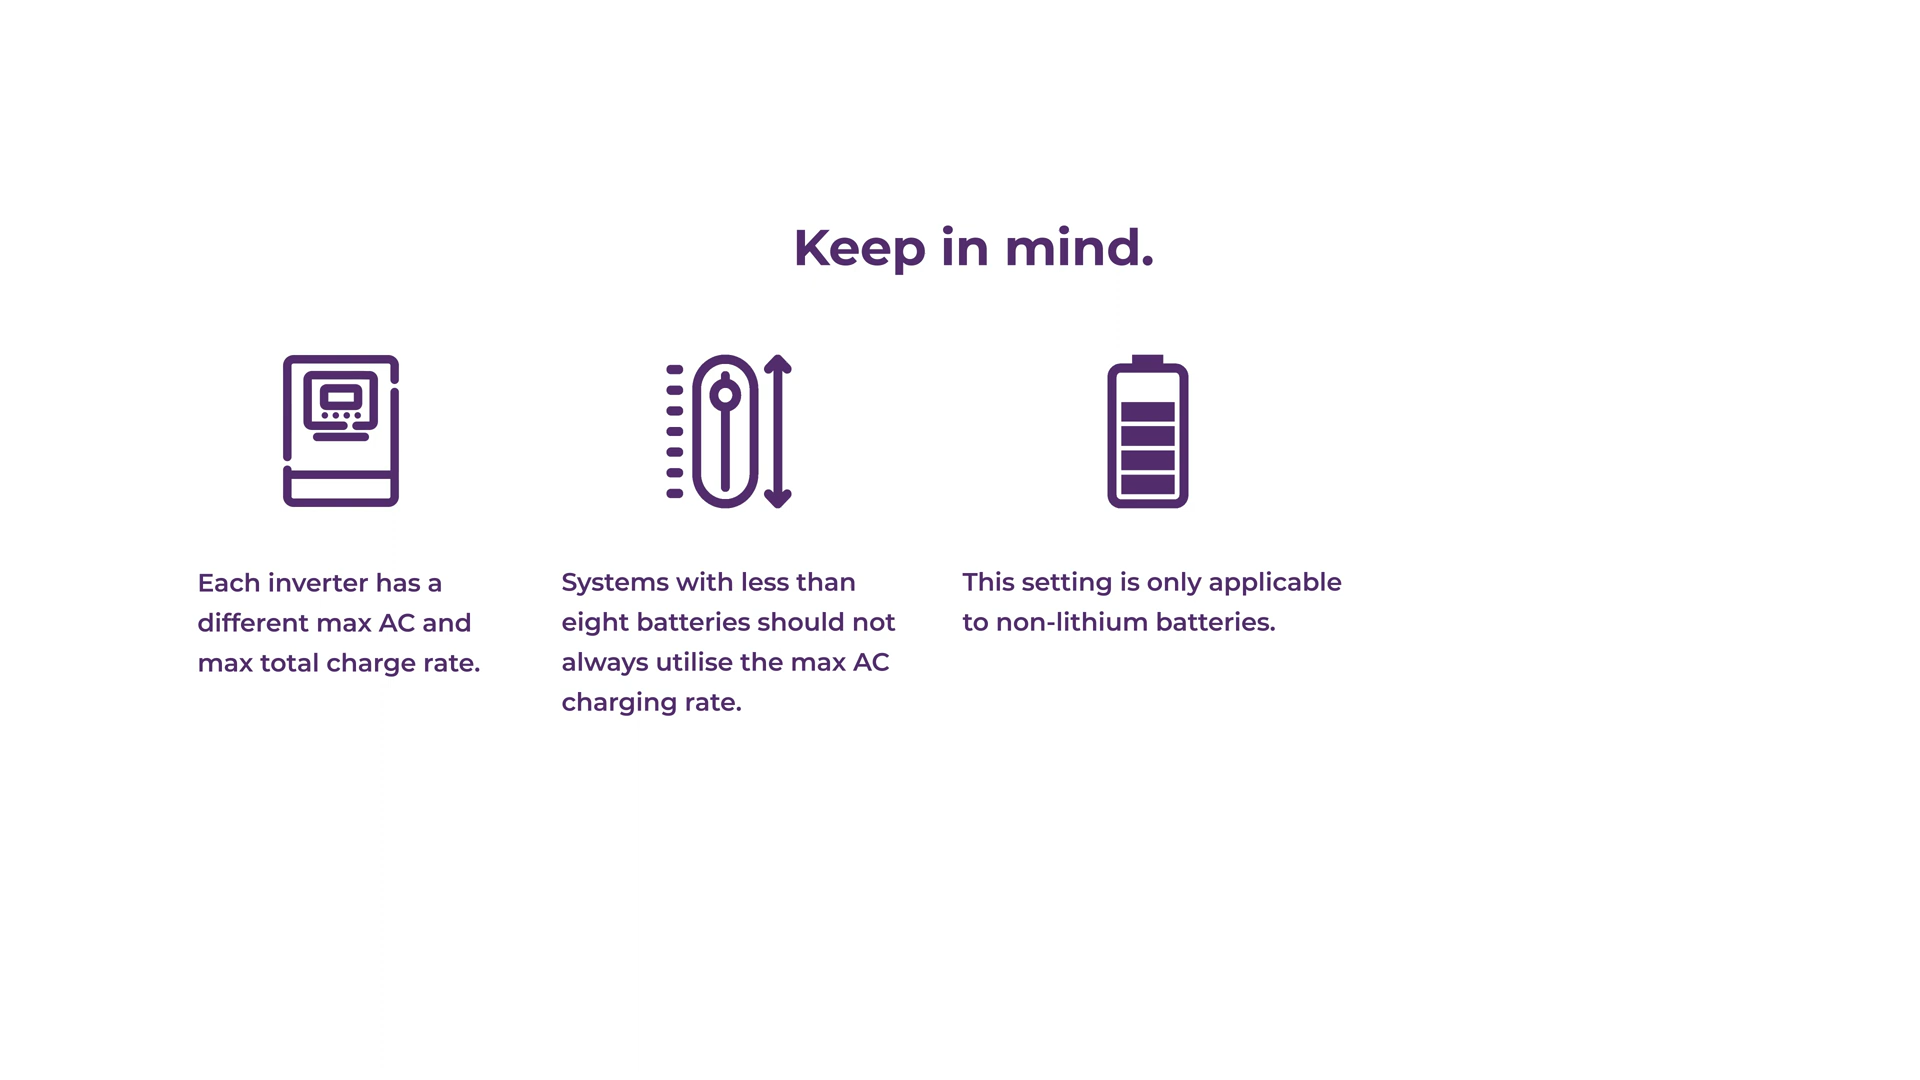 Keep in mind.
Each inverter has a
different max AC and
max total charge rate.
Systems with less than
eight batteries should not
always utilise the max AC
charging rate.
This setting is only applicable
to non-lithium batteries.